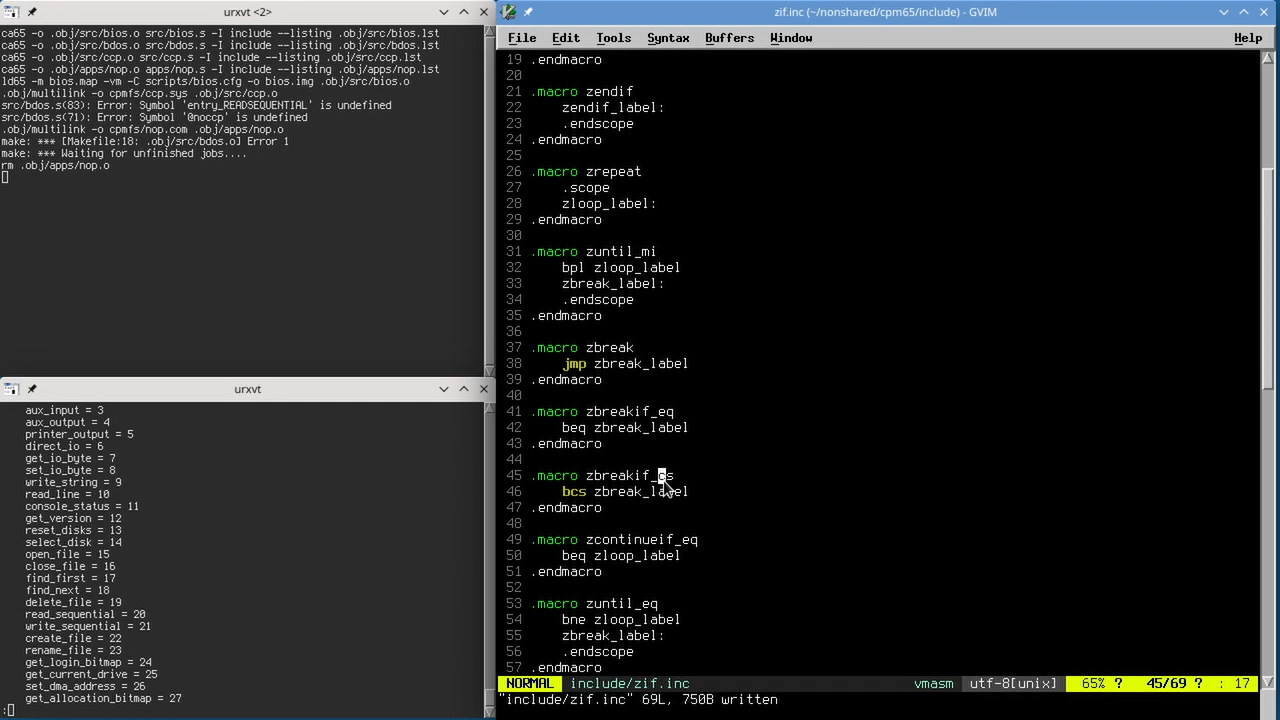 urxvt <2>
ca65 -o .obj/src/bios.o src/bios.s -I include --listing .obj/src/bios.lst
ca65 -o .obj/src/bdos.o src/bdos.s -I include --listing .obj/src/bdos.lst
ca65 -o .obj/src/ccp.o src/ccp.s -I include --listing .obj/src/ccp.lst
ca65 -o .obj/apps/nop.o apps/nop.s -I include --listing .obj/apps/nop.lst
ld65 -m bios.map -vm -C scripts/bios.cfg -o bios.img .obj/src/bios.o
.obj/multilink -o cpmfs/ccp.sys .obj/src/ccp.o
src/bdos.s(83): Error: Symbol 'entry_READSEQUENTIAL' is undefined
src/bdos.s(71): Error: Symbol '@noccp' is undefined
.obj/multilink -o cpmfs/nop.com .obj/apps/nop.o
make: *** [Makefile:18: .obj/src/bdos.o] Error 1
make: *** Waiting for unfinished jobs....
rm .obj/apps/nop.o
urxvt
aux_input = 3
aux_output = 4
printer_output = 5
direct_io = 6
get_io_byte = 7
set_io_byte = 8
write_string = 9
read_line = 10
console_status = 11
get_version = 12
reset_disks = 13
select_disk = 14
open_file = 15
close_file = 16
find_first = 17
find_next = 18
delete_file = 19
read_sequential = 20
write_sequential = 21
create_file = 22
rename_file = 23
get_login_bitmap = 24
get_current_drive = 25
set_dma_address = 26
get_allocation_bitmap = 27
:
zif.inc (~/nonshared/cpm65/include) - GVIM
File Edit Tools Syntax Buffers Window Help
19 .endmacro
20
21 .macro zendif
22     zendif_label:
23     .endscope
24 .endmacro
25
26 .macro zrepeat
27     .scope
28     zloop_label:
29 .endmacro
30
31 .macro zuntil_mi
32     bpl zloop_label
33     zbreak_label:
34     .endscope
35 .endmacro
36
37 .macro zbreak
38     jmp zbreak_label
39 .endmacro
40
41 .macro zbreakif_eq
42     beq zbreak_label
43 .endmacro
44
45 .macro zbreakif_cs
46     bcs zbreak_label
47 .endmacro
48
49 .macro zcontinueif_eq
50     beq zloop_label
51 .endmacro
52
53 .macro zuntil_eq
54     bne zloop_label
55     zbreak_label:
56     .endscope
57 .endmacro
NORMAL include/zif.inc vmasm utf-8[unix] 65% ? 45/69 ? : 17
"include/zif.inc" 69L, 750B written